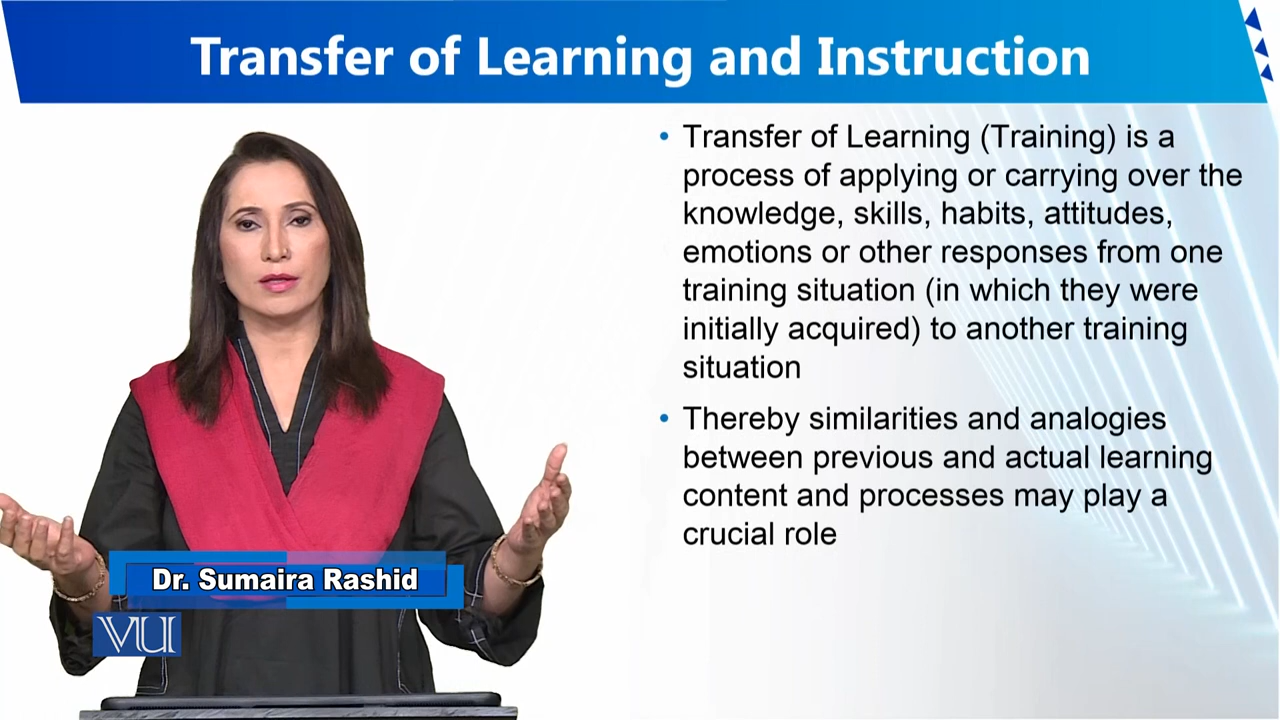 Transfer of Learning and Instruction
• Transfer of Learning (Training) is a
process of applying or carrying over the
knowledge, skills, habits, attitudes,
emotions or other responses from one
training situation (in which they were
initially acquired) to another training
situation
• Thereby similarities and analogies
between previous and actual learning
content and processes may play a
crucial role
Dr. Sumaira Rashid
VU